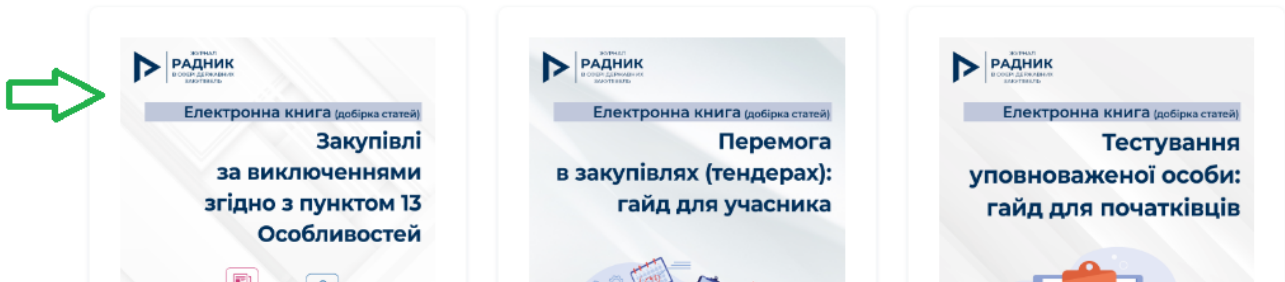 ЖУРНАЛ
РАДНИК
В СФЕРІ ДЕРЖАВНИХ
ЗАКУПІВЕЛЬ
Електронна книга (добірка статей)
Закупівлі
за виключеннями
згідно з пунктом 13
Особливостей
ЖУРНАЛ
РАДНИК
В СФЕРІ ДЕРЖАВНИХ
ЗАКУПІВЕЛЬ
Електронна книга (добірка статей)
Перемога
в закупівлях (тендерах):
гайд для учасника
ЖУРНАЛ
РАДНИК
В СФЕРІ ДЕРЖАВНИХ
ЗАКУПІВЕЛЬ
Електронна книга (добірка статей)
Тестування
уповноваженої особи:
гайд для початківців